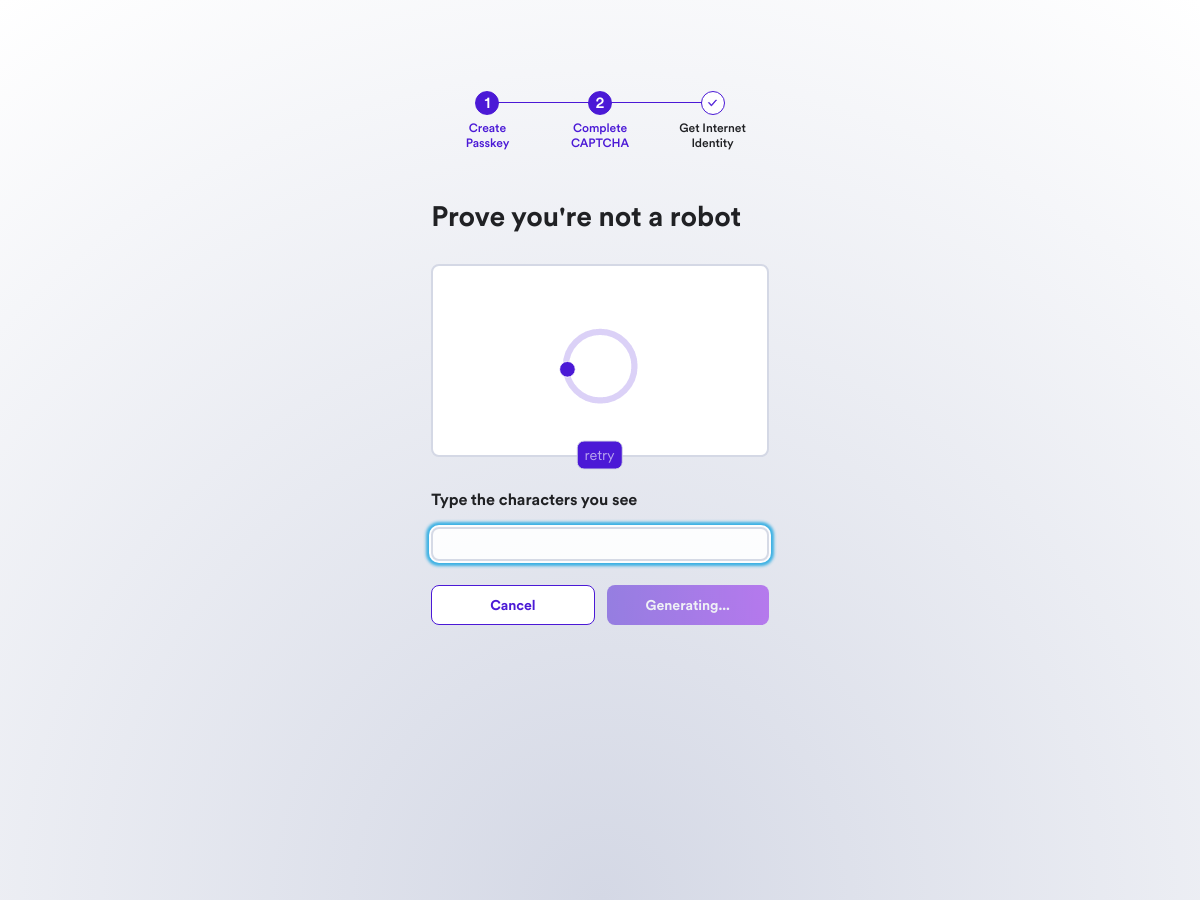 1
2
Create
Passkey
Complete
CAPTCHA
Get Internet
Identity
Prove you're not a robot
retry
Type the characters you see
Cancel
Generating...